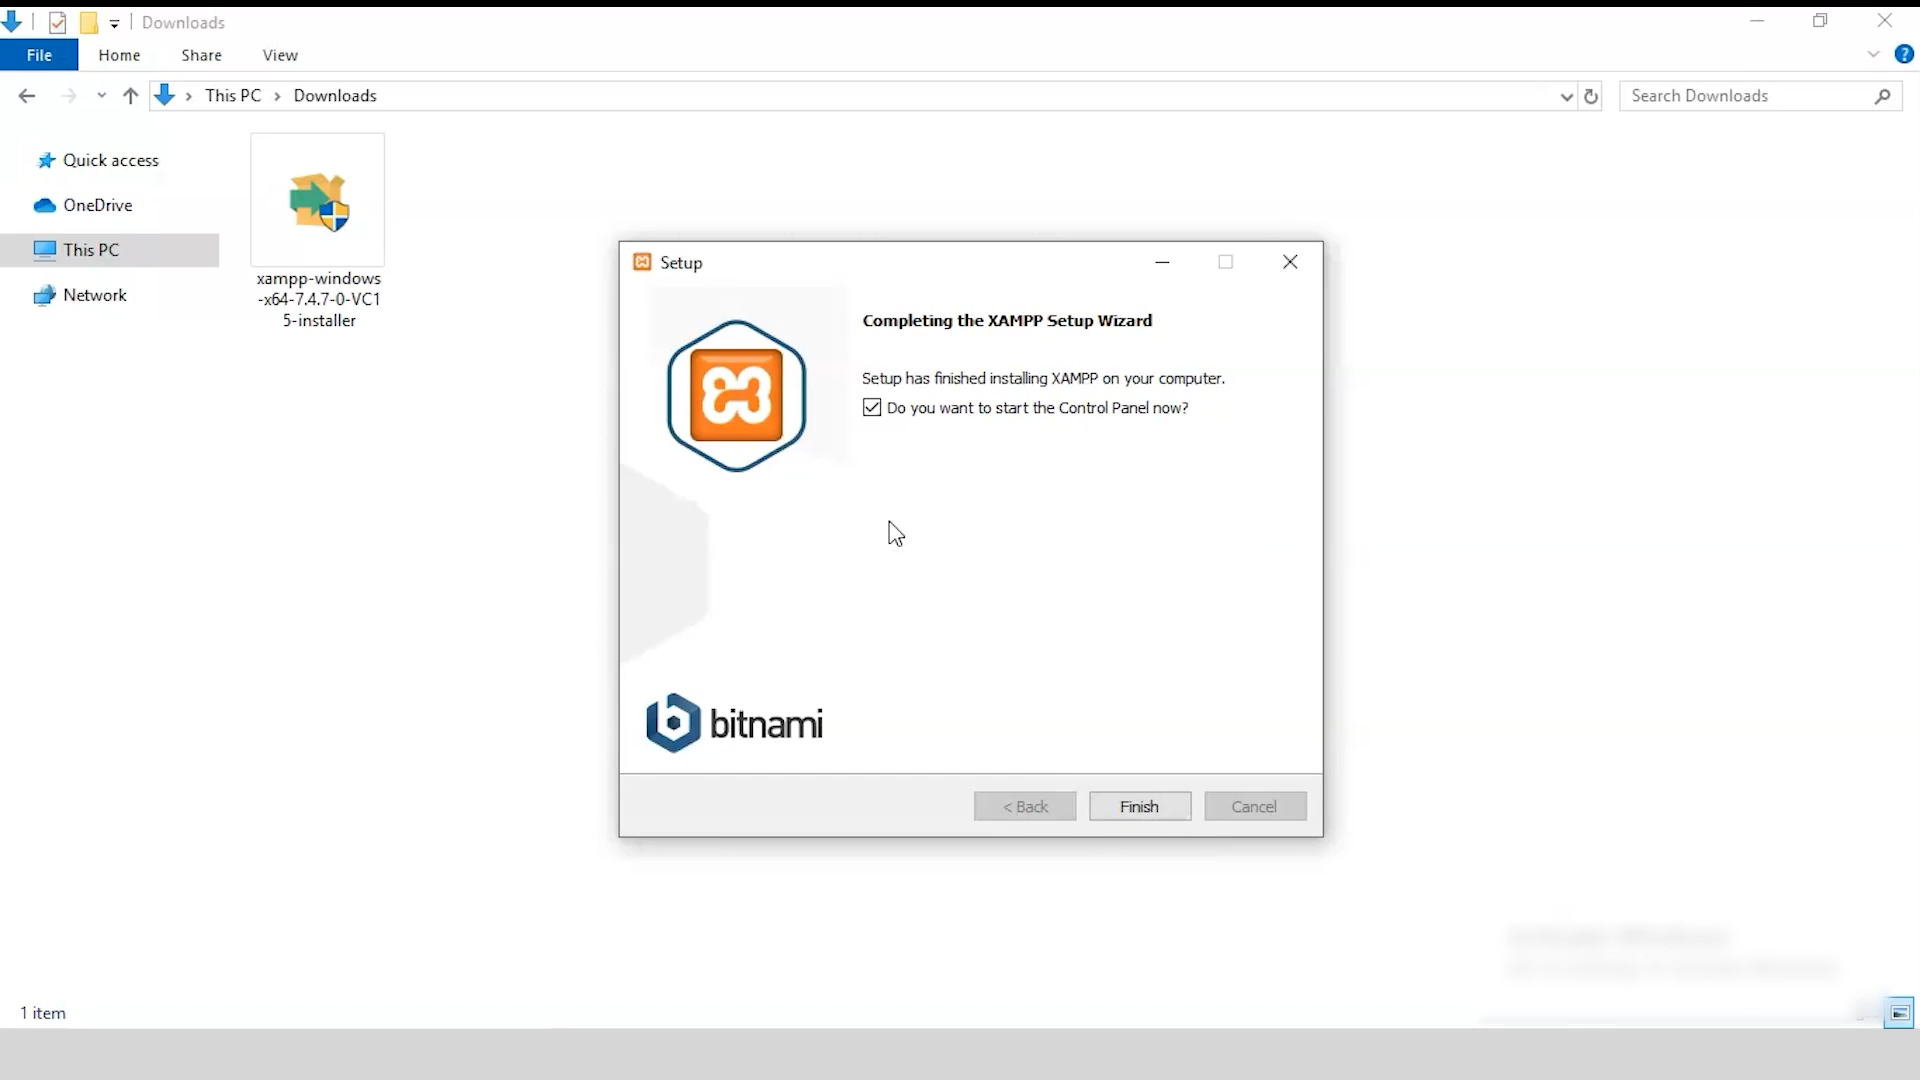 Downloads
File
Home
Share
View
This PC
Downloads
Search Downloads
Quick access
OneDrive
This PC
Network
xampp-windows
-x64-7.4.7-0-VC1
5-installer
Setup
Completing the XAMPP Setup Wizard
Setup has finished installing XAMPP on your computer.
Do you want to start the Control Panel now?
bitnami
< Back
Finish
Cancel
1 item